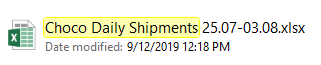 Choco Daily Shipments 25.07-03.08.xlsx
Date modified: 9/12/2019 12:18 PM